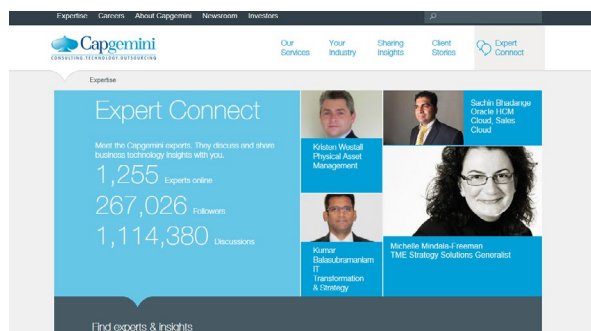 Expertise Careers About Capgemini Newsroom Investors
Capgemini
CONSULTING.TECHNOLOGY.OUTSOURCING
Our
Services
Your
Industry
Sharing
Insights
Client
Stories
Expert
Connect
Expertise
Expert Connect
Meet the Capgemini experts. They discuss and share
business technology insights with you.
1,255 Experts online
267,026 Followers
1,114,380 Discussions
Kristen Westall
Physical Asset
Management
Sachin Bhadange
Oracle HCM
Cloud, Sales
Cloud
Kumar
Balasubramaniam
IT
Transformation
& Strategy
Michelle Mindala-Freeman
TME Strategy Solutions Generalist
Find experts & Insights